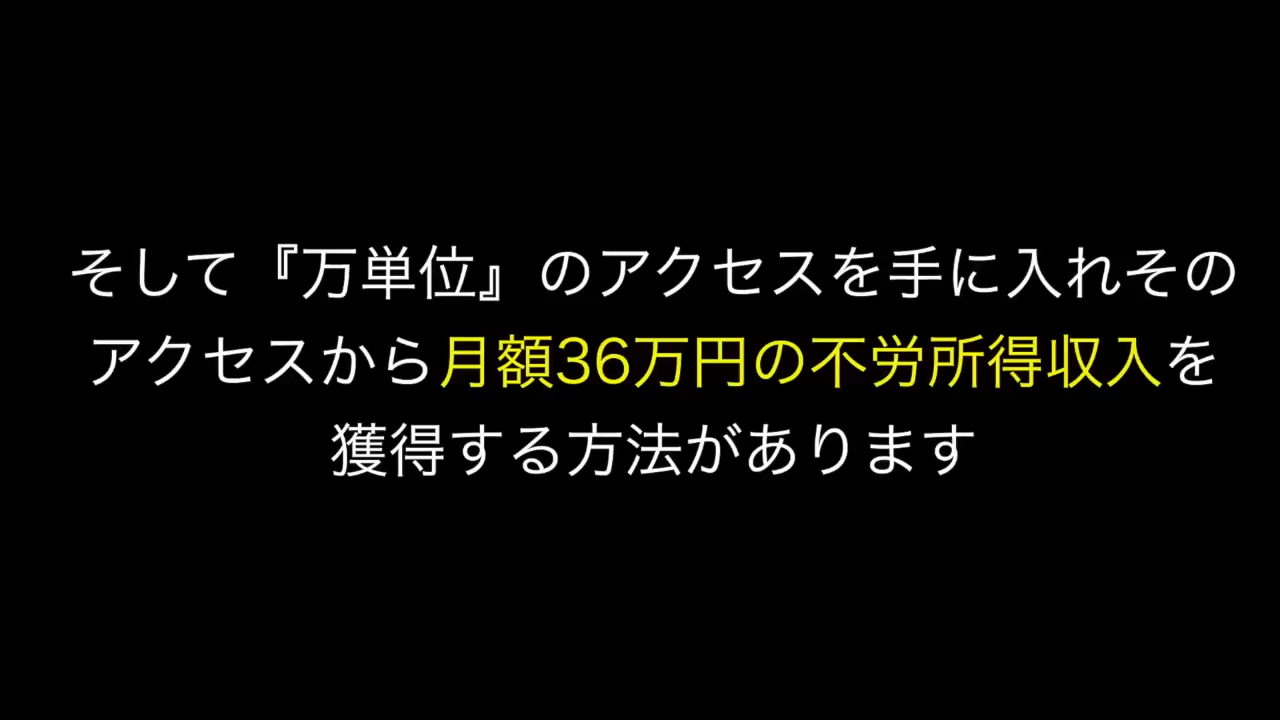 そして『万単位』のアクセスを手に入れその
アクセスから月額36万円の不労所得収入を
獲得する方法があります